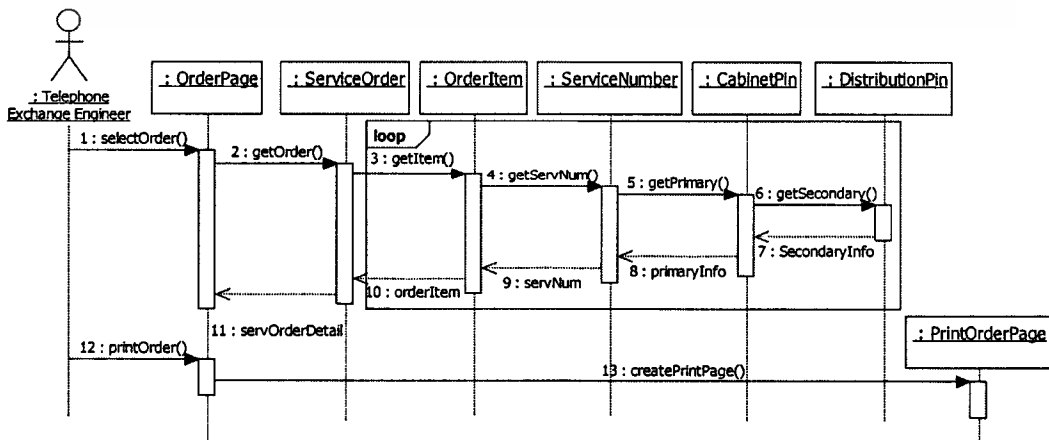 : OrderPage
: ServiceOrder
: OrderItem
: ServiceNumber
: CabinetPin
: DistributionPin
: Telephone
Exchange Engineer
loop
1 : selectOrder()
2 : getOrder()
3 : getItem()
4 : getServNum()
5 : getPrimary()
6 : getSecondary()
7 : SecondaryInfo
8 : primaryInfo
9 : servNum
10 : orderItem
11 : servOrderDetail
: PrintOrderPage
12 : printOrder()
13 : createPrintPage()